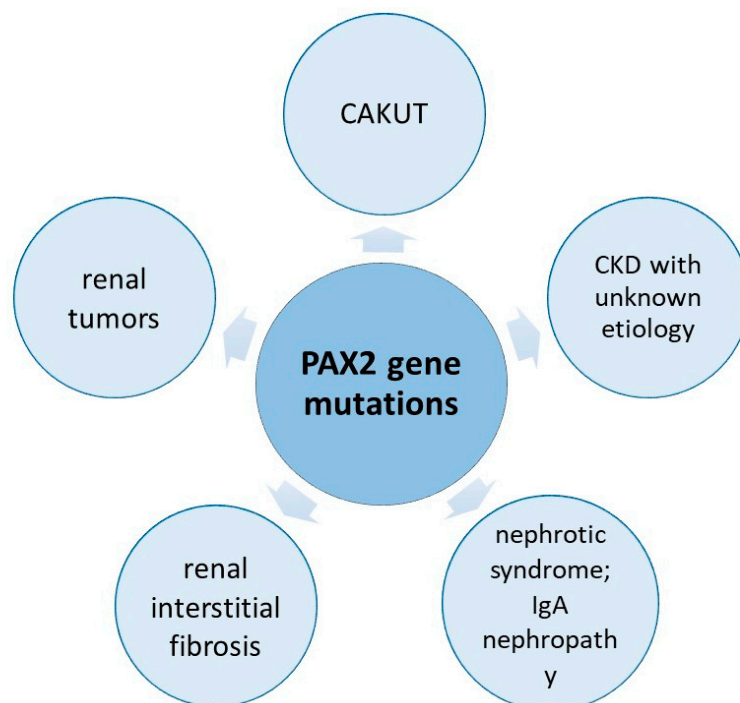 CAKUT
renal
tumors
CKD with
unknown
etiology
PAX2 gene
mutations
renal
interstitial
fibrosis
nephrotic
syndrome;
IgA
nephropath
y